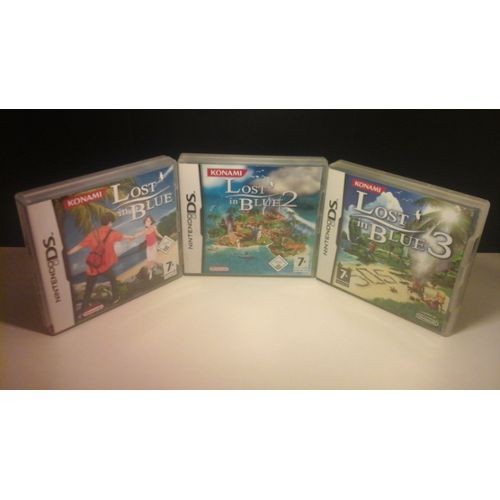 KONAMI
LOST
in BLUE
NINTENDO DS
7+
KONAMI
LOST
in BLUE 2
NINTENDO DS
7+
KONAMI
LOST
in BLUE 3
NINTENDO DS
7+
SOS